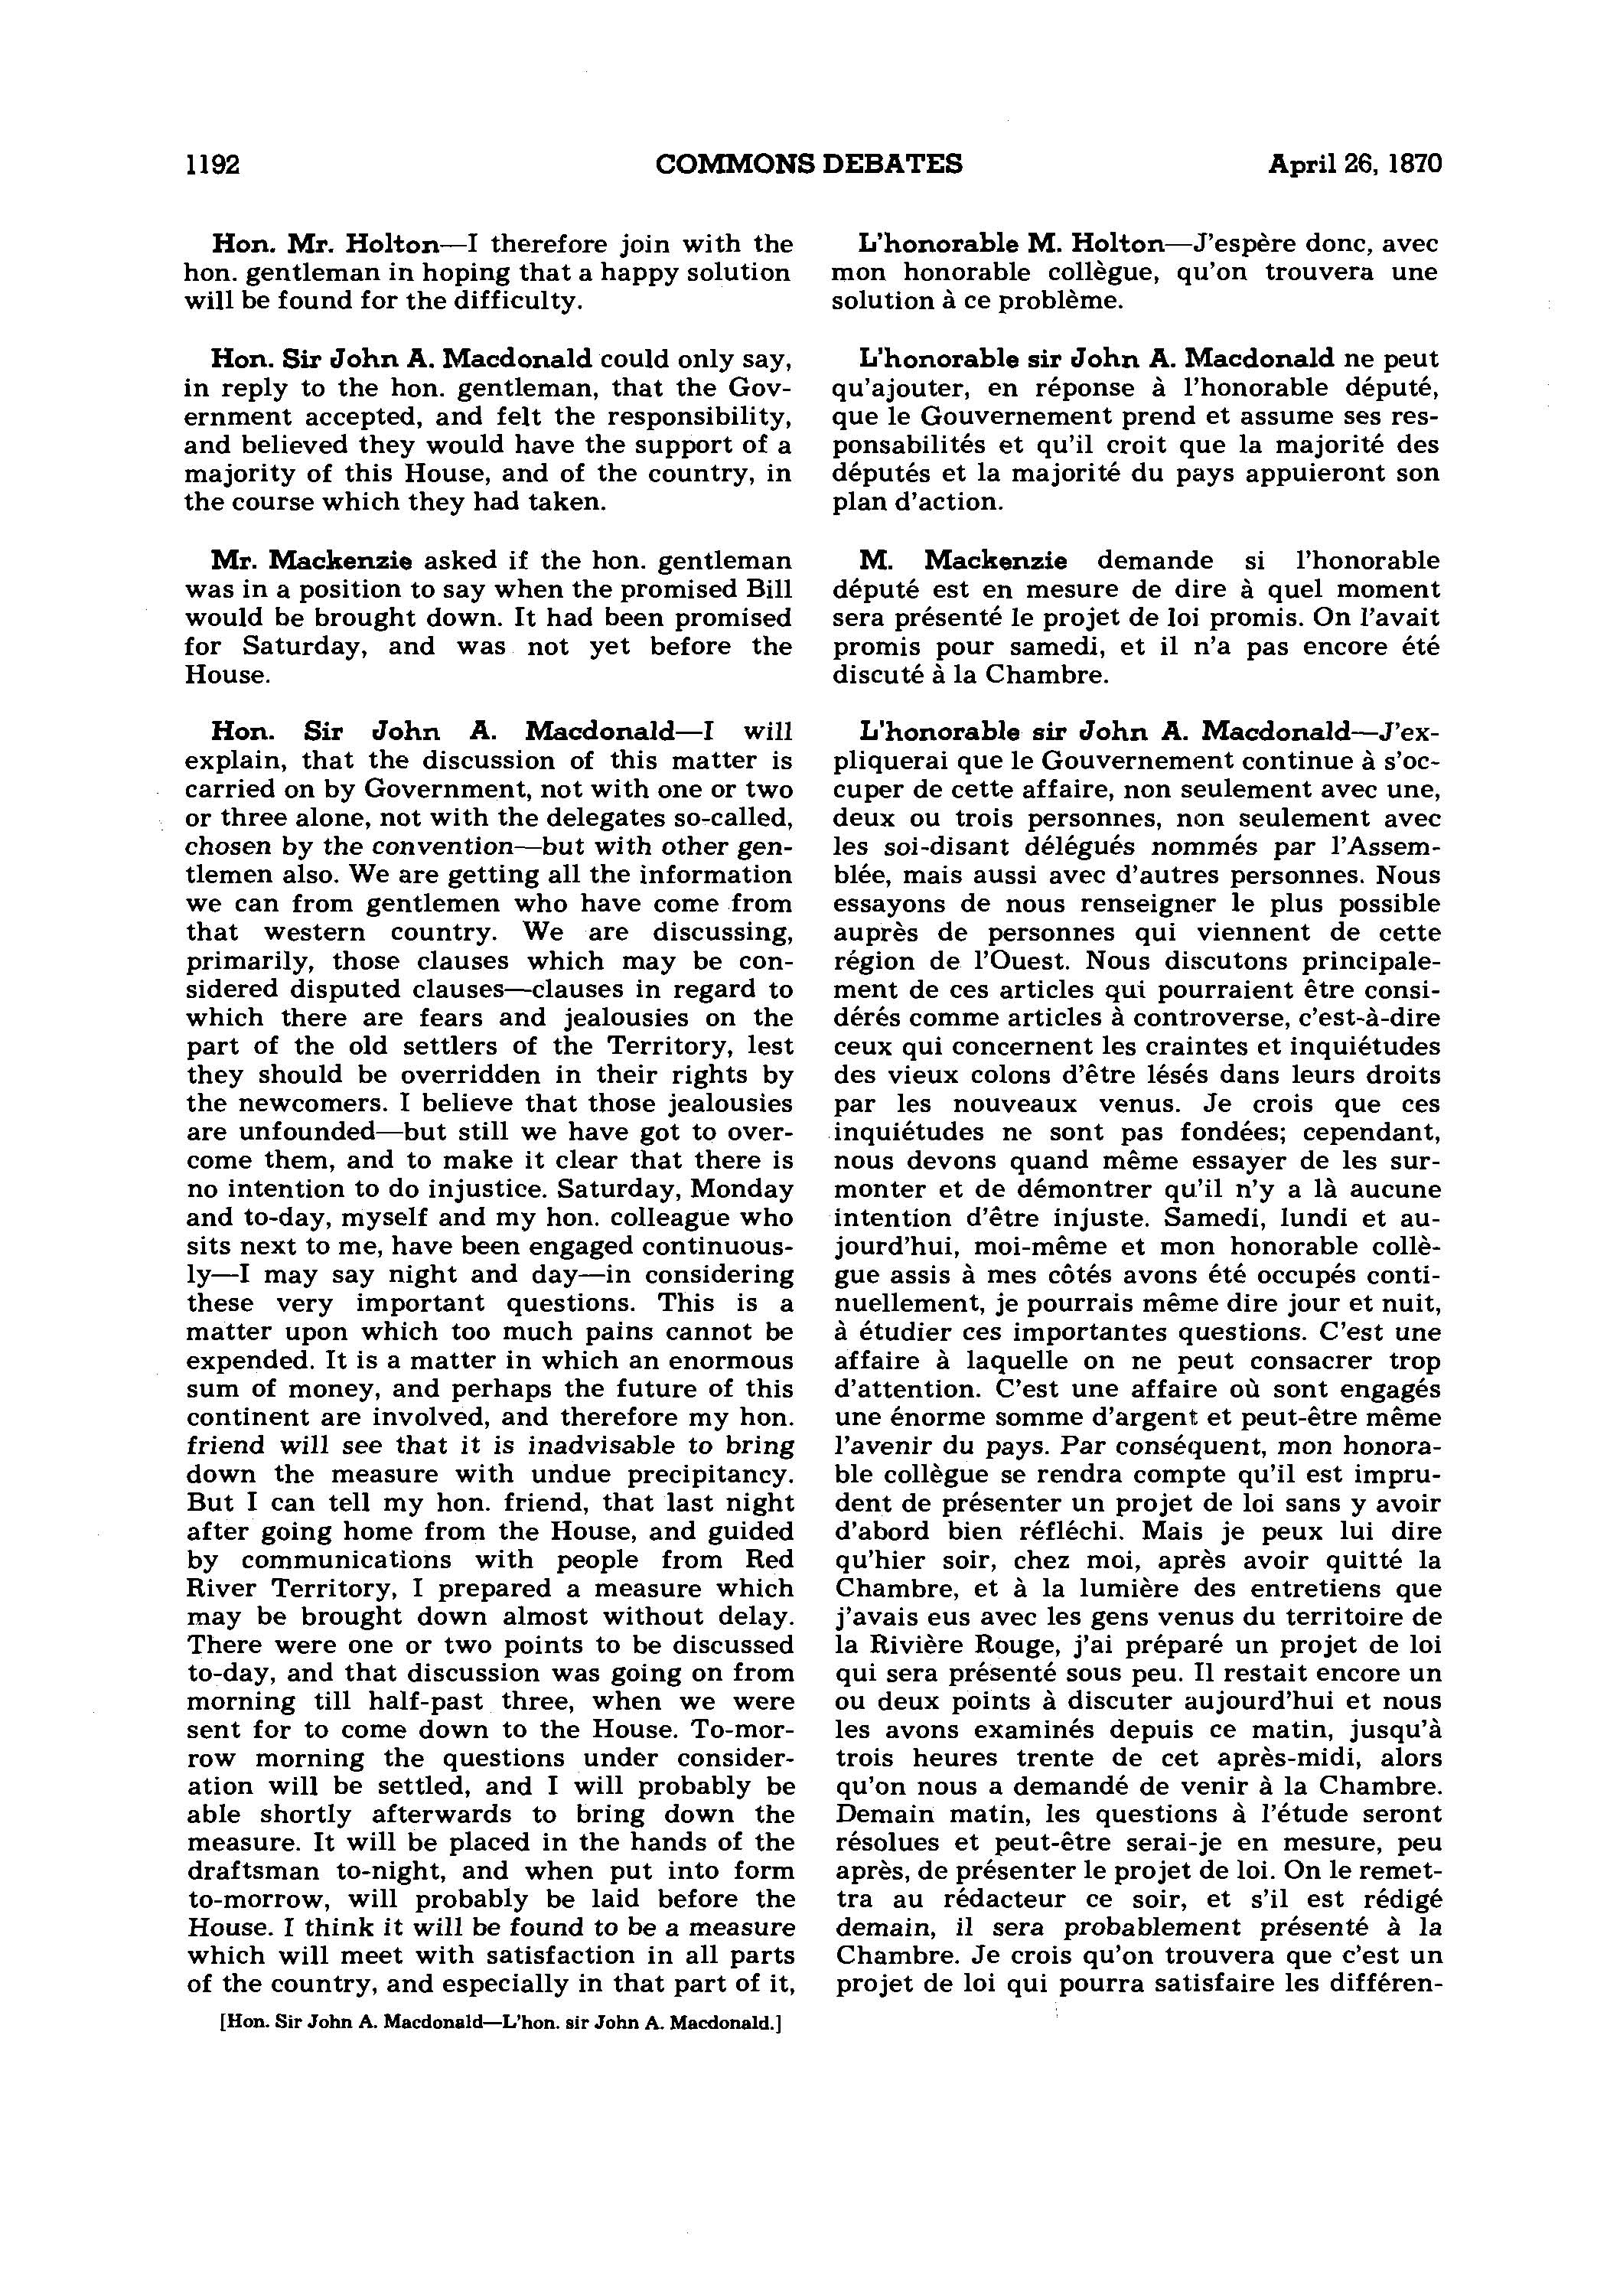 1192 COMMONS DEBATES April 26, 1870
Hon. Mr. Holton—I therefore join with the
hon. gentleman in hoping that a happy solution
will be found for the difficulty.
Hon. Sir John A. Macdonald could only say,
in reply to the hon. gentleman, that the Gov-
ernment accepted, and felt the responsibility,
and believed they would have the support of a
majority of this House, and of the country, in
the course which they had taken.
Mr. Mackenzie asked if the hon. gentleman
was in a position to say when the promised Bill
would be brought down. It had been promised
for Saturday, and was not yet before the
House.
Hon. Sir John A. Macdonald—I will
explain, that the discussion of this matter is
carried on by Government, not with one or two
or three alone, not with the delegates so-called,
chosen by the convention—but with other gen-
tlemen also. We are getting all the information
we can from gentlemen who have come from
that western country. We are discussing,
primarily, those clauses which may be con-
sidered disputed clauses—clauses in regard to
which there are fears and jealousies on the
part of the old settlers of the Territory, lest
they should be overridden in their rights by
the newcomers. I believe that those jealousies
are unfounded—but still we have got to over-
come them, and to make it clear that there is
no intention to do injustice. Saturday, Monday
and to-day, myself and my hon. colleague who
sits next to me, have been engaged continuous-
ly—I may say night and day—in considering
these very important questions. This is a
matter upon which too much pains cannot be
expended. It is a matter in which an enormous
sum of money, and perhaps the future of this
continent are involved, and therefore my hon.
friend will see that it is inadvisable to bring
down the measure with undue precipitancy.
But I can tell my hon. friend, that last night
after going home from the House, and guided
by communications with people from Red
River Territory, I prepared a measure which
may be brought down almost without delay.
There were one or two points to be discussed
to-day, and that discussion was going on from
morning till half-past three, when we were
sent for to come down to the House. To-mor-
row morning the questions under consider-
ation will be settled, and I will probably be
able shortly afterwards to bring down the
measure. It will be placed in the hands of the
draftsman to-night, and when put into form
to-morrow, will probably be laid before the
House. I think it will be found to be a measure
which will meet with satisfaction in all parts
of the country, and especially in that part of it,
[Hon. Sir John A. Macdonald—L'hon. sir John A. Macdonald.]
L'honorable M. Holton—J'espère donc, avec
mon honorable collègue, qu'on trouvera une
solution à ce problème.
L'honorable sir John A. Macdonald ne peut
qu'ajouter, en réponse à l'honorable député,
que le Gouvernement prend et assume ses res-
ponsabilités et qu'il croit que la majorité des
députés et la majorité du pays appuieront son
plan d'action.
M. Mackenzie demande si l'honorable
député est en mesure de dire à quel moment
sera présenté le projet de loi promis. On l'avait
promis pour samedi, et il n'a pas encore été
discuté à la Chambre.
L'honorable sir John A. Macdonald—J'ex-
pliquerai que le Gouvernement continue à s'oc-
cuper de cette affaire, non seulement avec une,
deux ou trois personnes, non seulement avec
les soi-disant délégués nommés par l'Assem-
blée, mais aussi avec d'autres personnes. Nous
essayons de nous renseigner le plus possible
auprès de personnes qui viennent de cette
région de l'Ouest. Nous discutons principale-
ment de ces articles qui pourraient être consi-
dérés comme articles à controverse, c'est-à-dire
ceux qui concernent les craintes et inquiétudes
des vieux colons d'être lésés dans leurs droits
par les nouveaux venus. Je crois que ces
inquiétudes ne sont pas fondées; cependant,
nous devons quand même essayer de les sur-
monter et de démontrer qu'il n'y a là aucune
intention d'être injuste. Samedi, lundi et au-
jourd'hui, moi-même et mon honorable collè-
gue assis à mes côtés avons été occupés conti-
nuellement, je pourrais même dire jour et nuit,
à étudier ces importantes questions. C'est une
affaire à laquelle on ne peut consacrer trop
d'attention. C'est une affaire où sont engagés
une énorme somme d'argent et peut-être même
l'avenir du pays. Par conséquent, mon honora-
ble collègue se rendra compte qu'il est impru-
dent de présenter un projet de loi sans y avoir
d'abord bien réfléchi. Mais je peux lui dire
qu'hier soir, chez moi, après avoir quitté la
Chambre, et à la lumière des entretiens que
j'avais eus avec les gens venus du territoire de
la Rivière Rouge, j'ai préparé un projet de loi
qui sera présenté sous peu. Il restait encore un
ou deux points à discuter aujourd'hui et nous
les avons examinés depuis ce matin, jusqu'à
trois heures trente de cet après-midi, alors
qu'on nous a demandé de venir à la Chambre.
Demain matin, les questions à l'étude seront
résolues et peut-être serai-je en mesure, peu
après, de présenter le projet de loi. On le remet-
tra au rédacteur ce soir, et s'il est rédigé
demain, il sera probablement présenté à la
Chambre. Je crois qu'on trouvera que c'est un
projet de loi qui pourra satisfaire les différen-